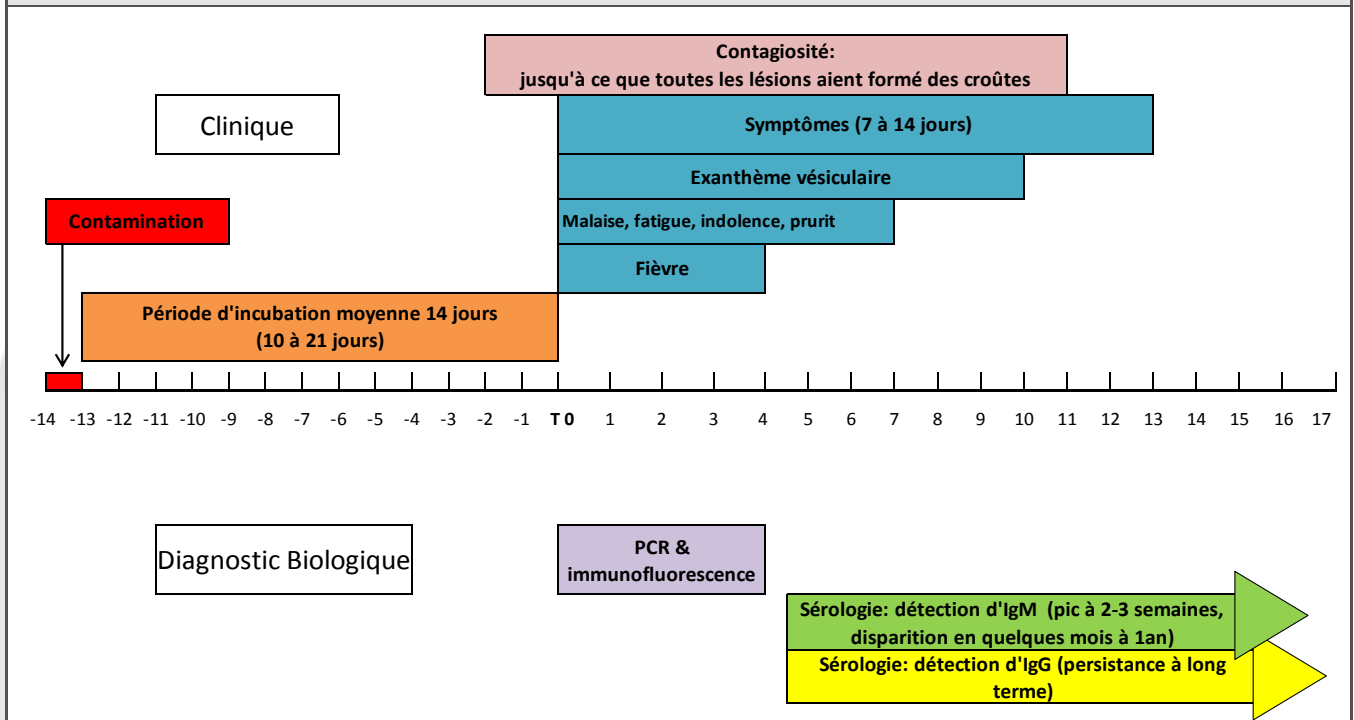 Contagiosité:
jusqu'à ce que toutes les lésions aient formé des croûtes
Clinique
Symptômes (7 à 14 jours)
Exanthème vésiculaire
Contamination
Malaise, fatigue, indolence, prurit
Fièvre
Période d'incubation moyenne 14 jours
(10 à 21 jours)
-14 -13 -12 -11 -10 -9 -8 -7 -6 -5 -4 -3 -2 -1 T 0 1 2 3 4 5 6 7 8 9 10 11 12 13 14 15 16 17
Diagnostic Biologique
PCR &
immunofluorescence
Sérologie: détection d'IgM (pic à 2-3 semaines,
disparition en quelques mois à 1an)
Sérologie: détection d'IgG (persistance à long
terme)